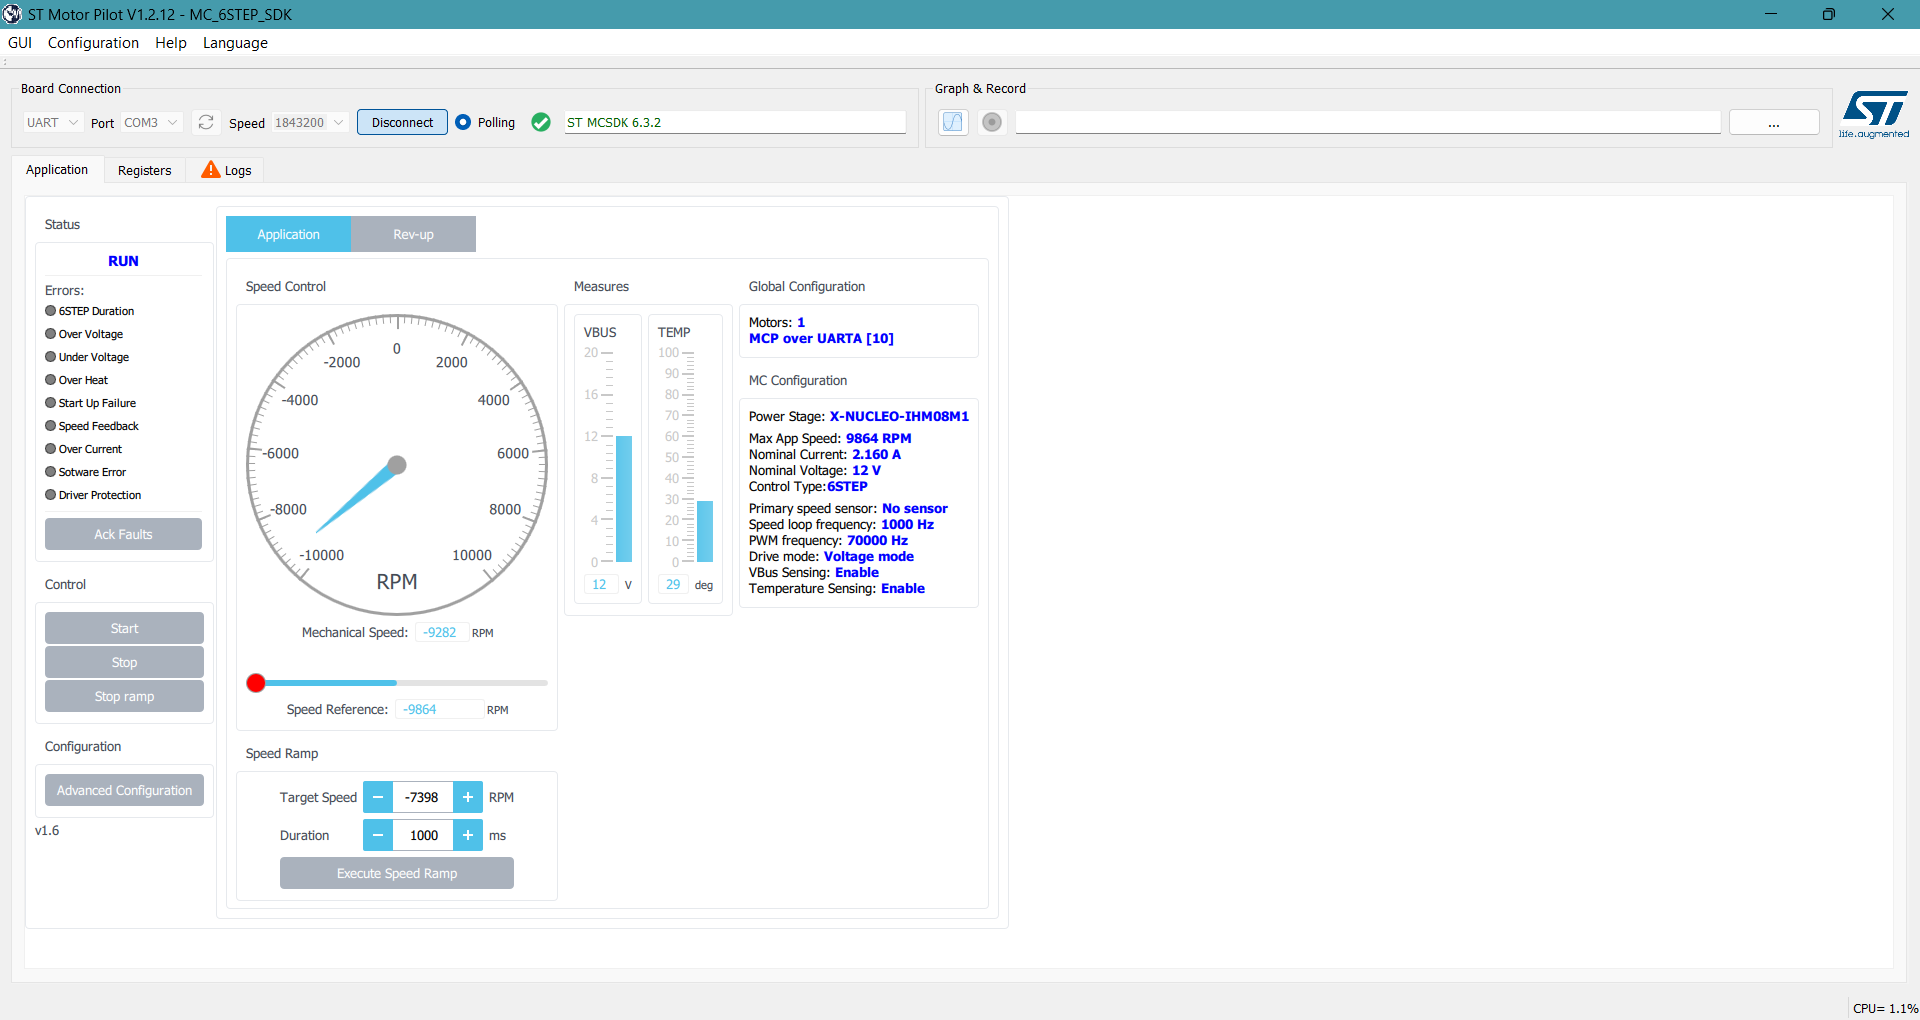 ST Motor Pilot V1.2.12 - MC_6STEP_SDK
GUI Configuration Help Language
Board Connection
UART Port COM3 Speed 1843200 Disconnect Polling ST MCSDK 6.3.2
Graph & Record
...
ST
life.augmented
Application Registers Logs
Status
RUN
Errors:
6STEP Duration
Over Voltage
Under Voltage
Over Heat
Start Up Failure
Speed Feedback
Over Current
Sotware Error
Driver Protection
Ack Faults
Control
Start
Stop
Stop ramp
Configuration
Advanced Configuration
v1.6
Application Rev-up
Speed Control
0
-2000 2000
-4000 4000
-6000 6000
-8000 8000
-10000 10000
RPM
Mechanical Speed: -9282 RPM
Speed Reference: -9864 RPM
Speed Ramp
Target Speed − -7398 + RPM
Duration − 1000 + ms
Execute Speed Ramp
Measures
VBUS
20
16
12
8
4
0
12 V
TEMP
100
90
80
70
60
50
40
30
20
10
0
29 deg
Global Configuration
Motors: 1
MCP over UARTA [10]
MC Configuration
Power Stage: X-NUCLEO-IHM08M1
Max App Speed: 9864 RPM
Nominal Current: 2.160 A
Nominal Voltage: 12 V
Control Type:6STEP
Primary speed sensor: No sensor
Speed loop frequency: 1000 Hz
PWM frequency: 70000 Hz
Drive mode: Voltage mode
VBus Sensing: Enable
Temperature Sensing: Enable
CPU= 1.1%